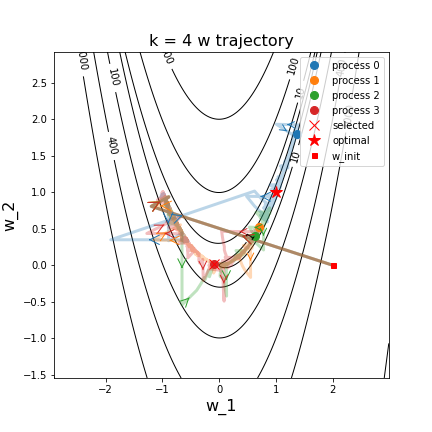 k = 4 w trajectory
process 0
process 1
process 2
process 3
selected
optimal
w_init
100
100
10
10
400
2.5
2.0
1.5
1.0
0.5
0.0
−0.5
−1.0
−1.5
w_2
−2
−1
0
1
2
w_1